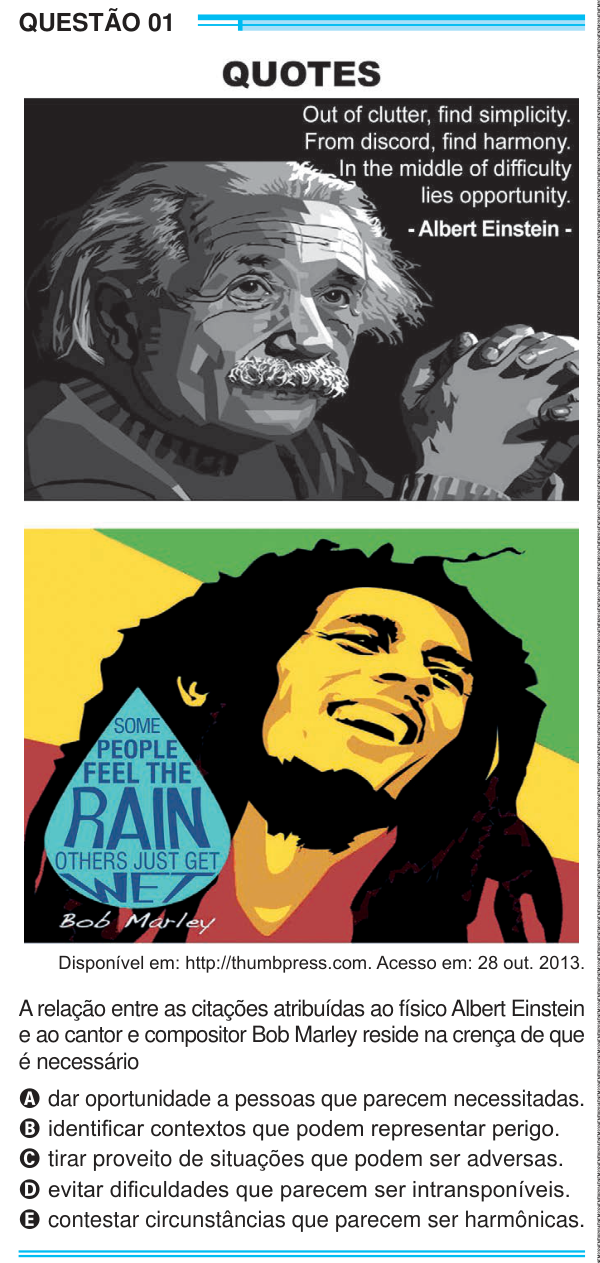 QUESTÃO 01
QUOTES
Out of clutter, find simplicity.
From discord, find harmony.
In the middle of difficulty
lies opportunity.
- Albert Einstein -
SOME
PEOPLE
FEEL THE
RAIN
OTHERS JUST GET
WET
Bob Marley
Disponível em: http://thumbpress.com. Acesso em: 28 out. 2013.
A relação entre as citações atribuídas ao físico Albert Einstein
e ao cantor e compositor Bob Marley reside na crença de que
é necessário
A dar oportunidade a pessoas que parecem necessitadas.
B identificar contextos que podem representar perigo.
C tirar proveito de situações que podem ser adversas.
D evitar dificuldades que parecem ser intransponíveis.
E contestar circunstâncias que parecem ser harmônicas.